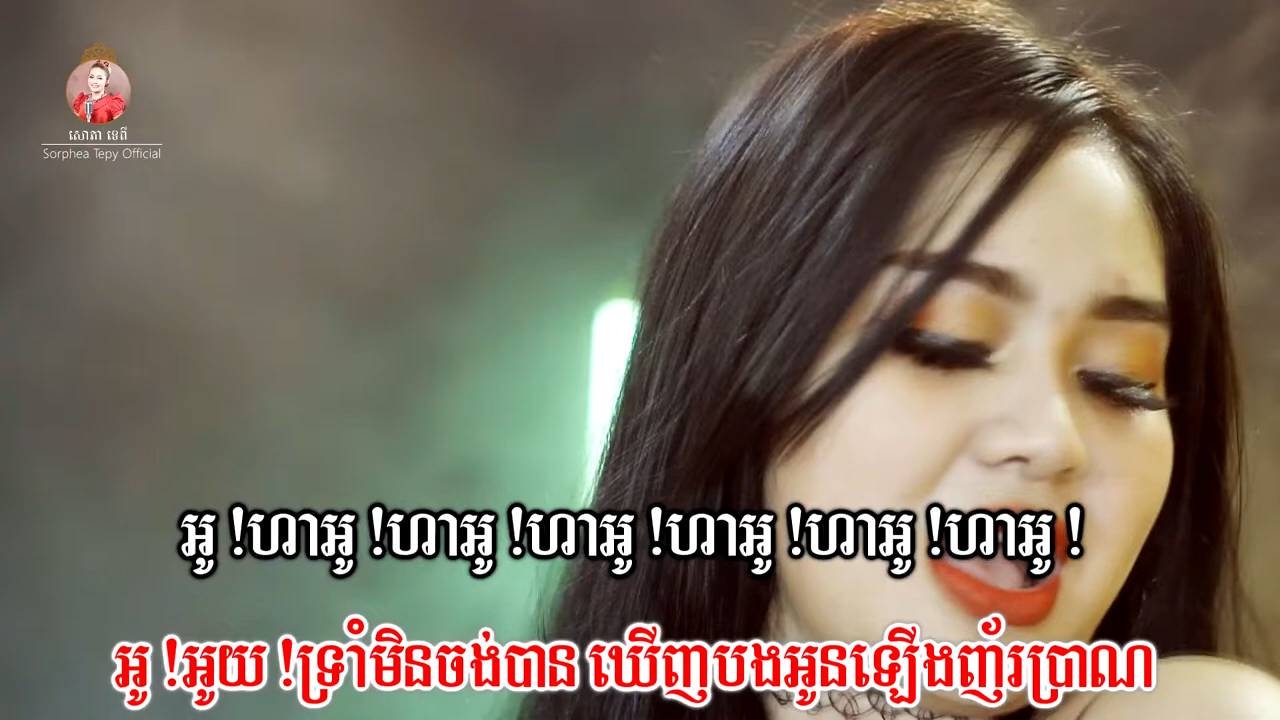 សោភា ទេពី
Sorphea Tepy Official
អូ !ហាអូ !ហាអូ !ហាអូ !ហាអូ !ហាអូ !ហាអូ !
អូ !អូយ !ទ្រាំមិនចង់បាន ឃើញបងអូនឡើងញ័រប្រាណ